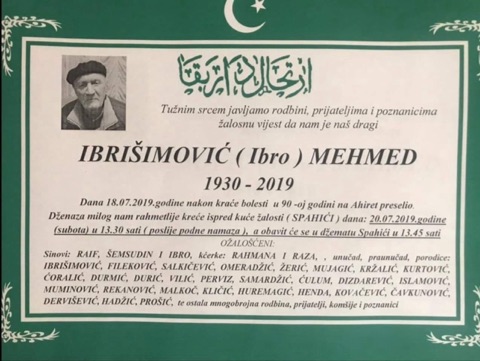 ارتحال دار بقا
Tužnim srcem javljamo rodbini, prijateljima i poznanicima
žalosnu vijest da nam je naš dragi
IBRIŠIMOVIĆ ( Ibro ) MEHMED
1930 - 2019
Dana 18.07.2019.godine nakon kraće bolesti u 90 -oj godini na Ahiret preselio.
Dženaza milog nam rahmetlije kreće ispred kuće žalosti ( SPAHIĆI ) dana: 20.07.2019.godine
(subota) u 13.30 sati ( poslije podne namaza ), a obavit će se u džematu Spahići u 13.45 sati
OŽALOŠĆENI:
Sinovi: RAIF, ŠEMSUDIN I IBRO, kćerke: RAHMANA I RAZA, , unučad, praunučad, porodice:
IBRIŠIMOVIĆ, FILEKOVIĆ, SALKIČEVIĆ, OMERADŽIĆ, ŽERIĆ, MUJAGIĆ, KRŽALIĆ, KURTOVIĆ,
ĆORALIĆ, DURMIĆ, DURIĆ, VILIĆ, PERVIZ, SAMARDŽIĆ, ĆULUM, DIZDAREVIĆ, ISLAMOVIĆ,
MUMINOVIĆ, REKANOVIĆ, MALKOČ, KLIČIĆ, HUREMAGIĆ, HENDA, KOVAČEVIĆ, ČAVKUNOVIĆ,
DERVIŠEVIĆ, HADŽIĆ, PROŠIĆ, te ostala mnogobrojna rodbina, prijatelji, komšije i poznanici